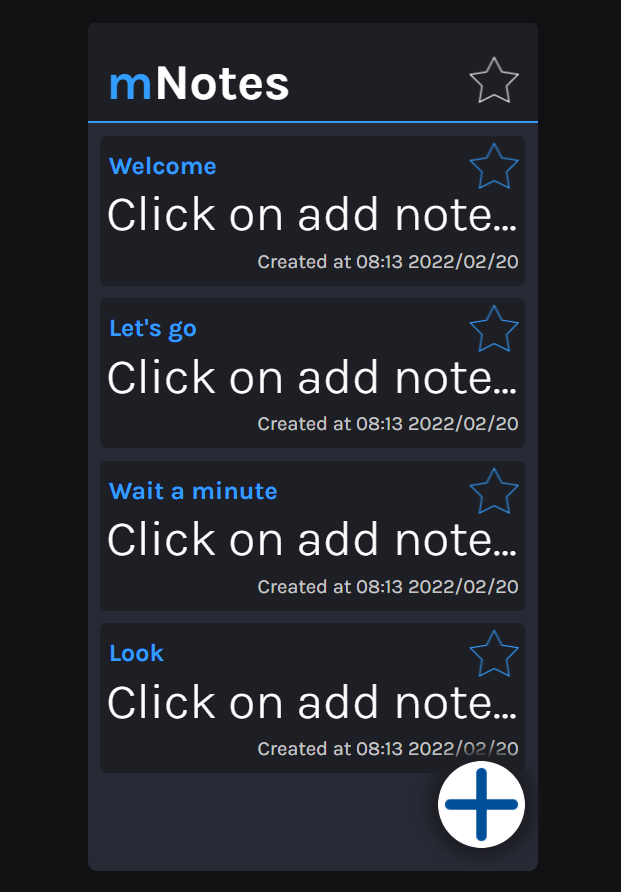 mNotes
Welcome
Click on add note...
Created at 08:13 2022/02/20
Let's go
Click on add note...
Created at 08:13 2022/02/20
Wait a minute
Click on add note...
Created at 08:13 2022/02/20
Look
Click on add note...
Created at 08:13 2022/02/20